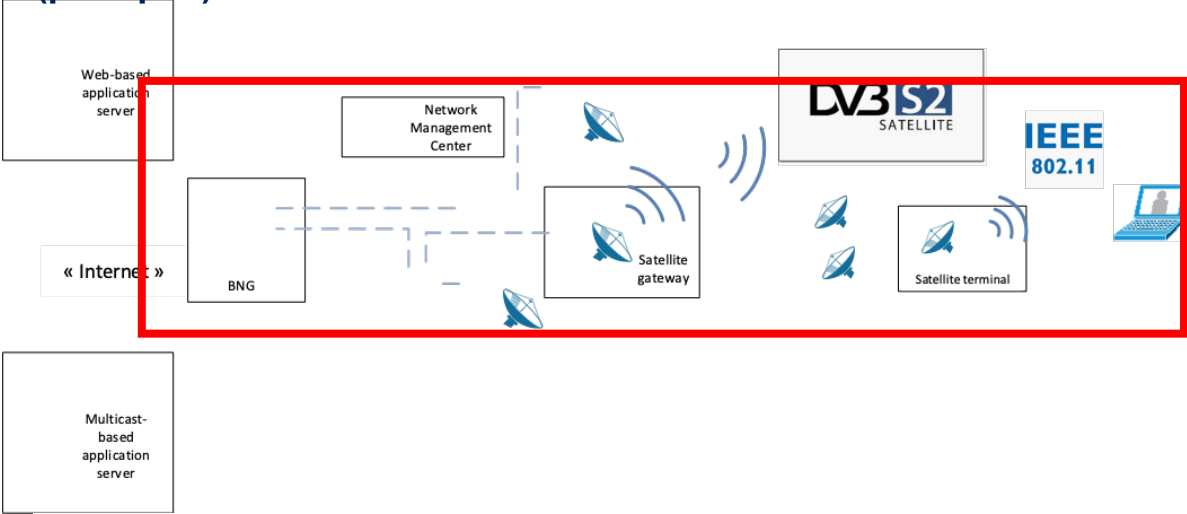 Web-based
application
server
Network
Management
Center
DVB S2
SATELLITE
IEEE
802.11
« Internet »
BNG
Satellite
gateway
Satellite terminal
Multicast-
based
application
server